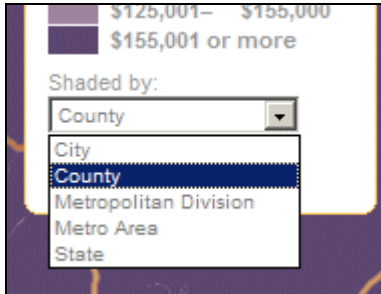 $125,001– $155,000
$155,001 or more
Shaded by:
County
City
County
Metropolitan Division
Metro Area
State